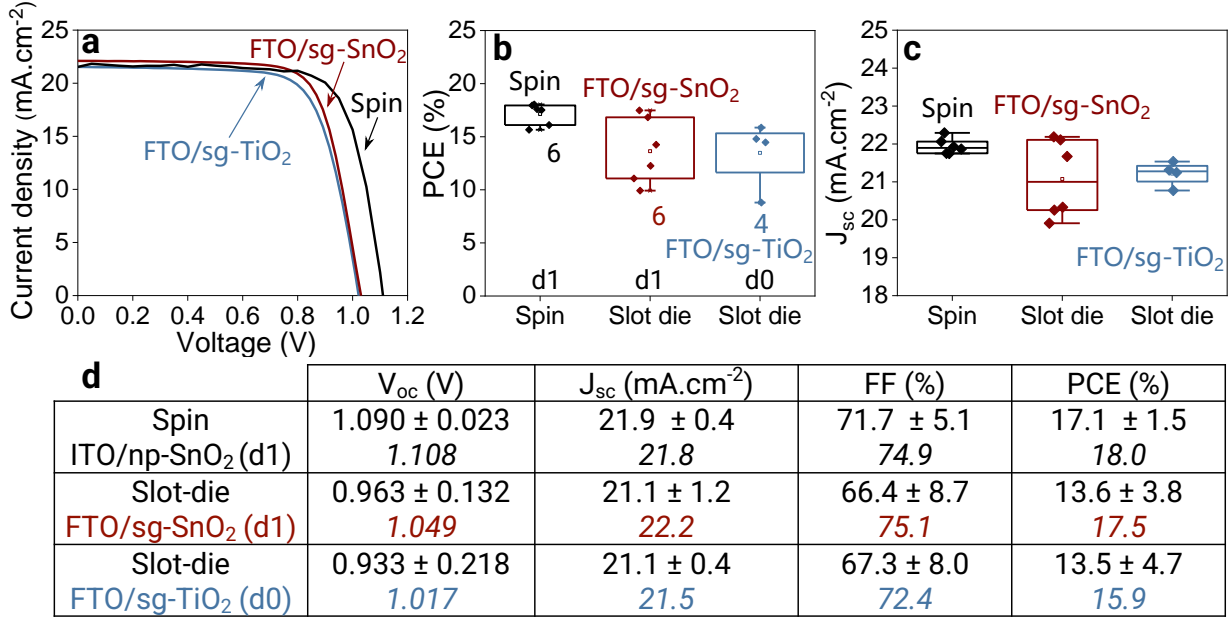 a
FTO/sg-SnO₂
Spin
FTO/sg-TiO₂
Current density (mA.cm⁻²)
25
20
15
10
5
0
0.0 0.2 0.4 0.6 0.8 1.0 1.2
Voltage (V)
b
Spin
FTO/sg-SnO₂
6
6
4
FTO/sg-TiO₂
d1 d1 d0
PCE (%)
25
20
15
10
5
0
Spin Slot die Slot die
c
Spin
FTO/sg-SnO₂
FTO/sg-TiO₂
J_sc (mA.cm⁻²)
25
24
23
22
21
20
19
18
Spin Slot die Slot die
d
V_oc (V) J_sc (mA.cm⁻²) FF (%) PCE (%)
Spin 1.090 ± 0.023 21.9 ± 0.4 71.7 ± 5.1 17.1 ± 1.5
ITO/np-SnO₂ (d1) 1.108 21.8 74.9 18.0
Slot-die 0.963 ± 0.132 21.1 ± 1.2 66.4 ± 8.7 13.6 ± 3.8
FTO/sg-SnO₂ (d1) 1.049 22.2 75.1 17.5
Slot-die 0.933 ± 0.218 21.1 ± 0.4 67.3 ± 8.0 13.5 ± 4.7
FTO/sg-TiO₂ (d0) 1.017 21.5 72.4 15.9